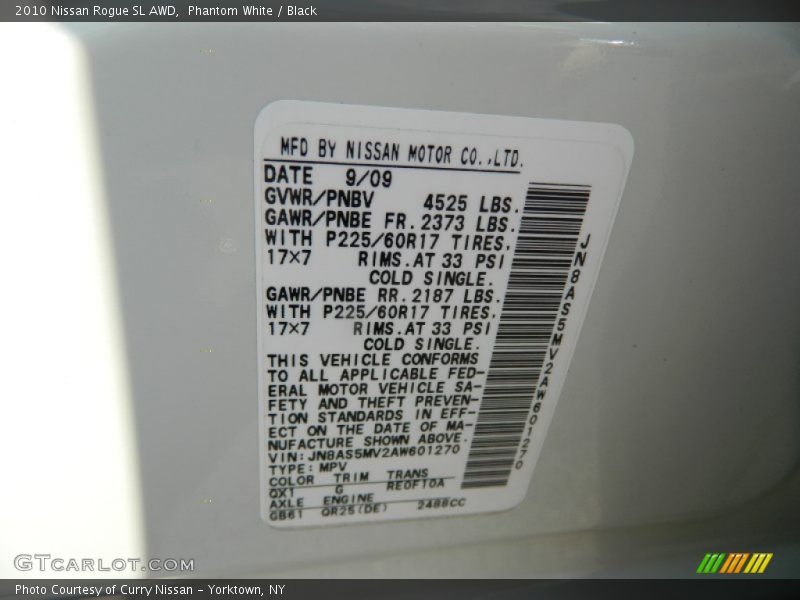 2010 Nissan Rogue SL AWD,  Phantom White / Black
MFD BY NISSAN MOTOR CO.,LTD.
DATE 9/09
GVWR/PNBV 4525 LBS.
GAWR/PNBE FR. 2373 LBS.
WITH P225/60R17 TIRES,
17×7 RIMS.AT 33 PSI
COLD SINGLE.
GAWR/PNBE RR. 2187 LBS.
WITH P225/60R17 TIRES,
17×7 RIMS.AT 33 PSI
COLD SINGLE.
THIS VEHICLE CONFORMS
TO ALL APPLICABLE FED-
ERAL MOTOR VEHICLE SA-
FETY AND THEFT PREVEN-
TION STANDARDS IN EFF-
ECT ON THE DATE OF MA-
NUFACTURE SHOWN ABOVE.
VIN:JN8AS5MV2AW601270
TYPE:MPV
COLOR TRIM TRANS
QX1 G RE0F10A
AXLE ENGINE
GB61 QR25(DE) 2488CC
JN8AS5MV2AW601270
GTCarlot.com
Photo Courtesy of Curry Nissan - Yorktown, NY